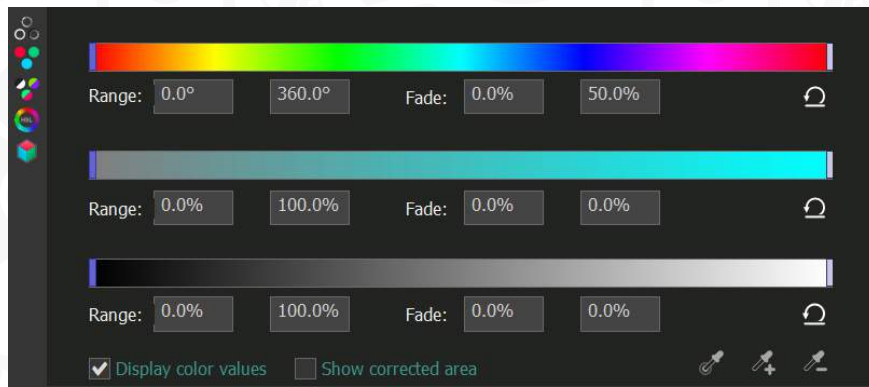 Range: 0.0° 360.0° Fade: 0.0% 50.0%
Range: 0.0% 100.0% Fade: 0.0% 0.0%
Range: 0.0% 100.0% Fade: 0.0% 0.0%
Display color values Show corrected area